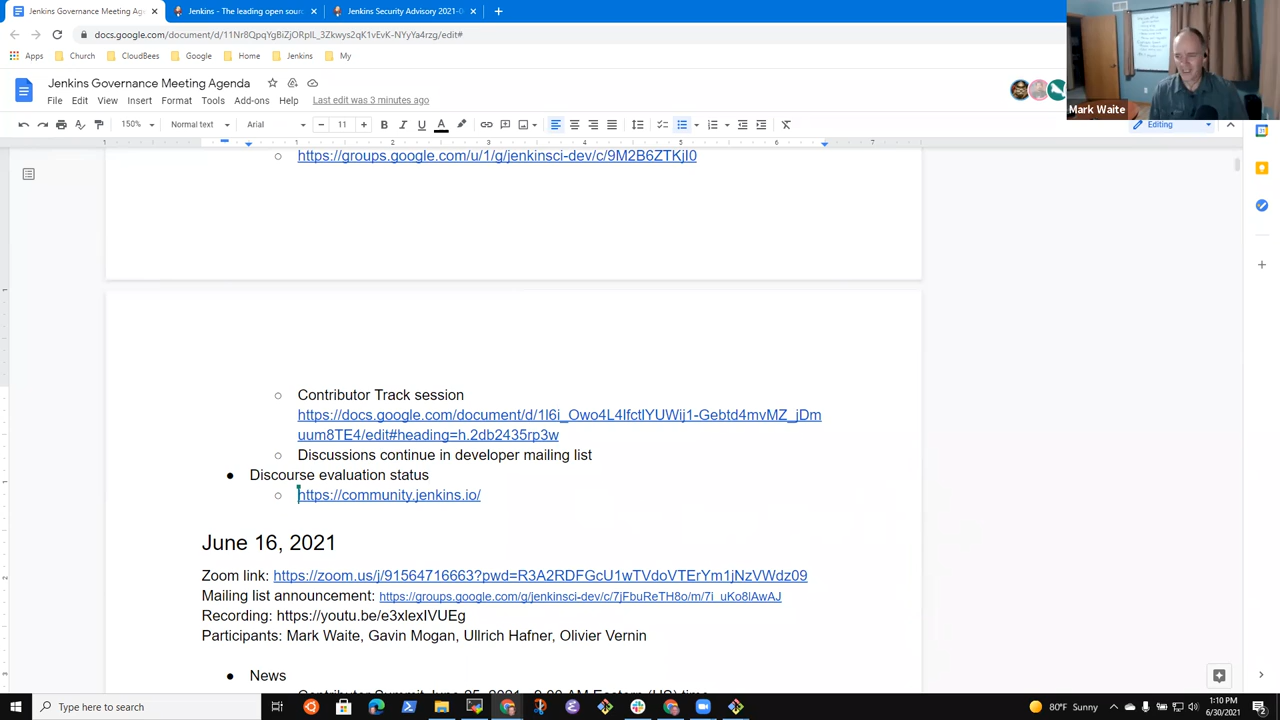 Jenkins Governance Meeting Ag
Jenkins - The leading open sour
Jenkins Security Advisory 2021-0
docs.google.com/document/d/11Nr8QpqYgBiZjORplL_3Zkwys2qK1vEvK-NYyYa4rzg/edit#
Apps
Church
CloudBees
Google
Home
Jenkins
My
Jenkins Governance Meeting Agenda
File Edit View Insert Format Tools Add-ons Help Last edit was 3 minutes ago
150% Normal text Arial 11
Mark Waite
Editing
https://groups.google.com/u/1/g/jenkinsci-dev/c/9M2B6ZTKjI0
Contributor Track session
https://docs.google.com/document/d/1I6i_Owo4L4IfctIYUWij1-Gebtd4mvMZ_jDm
uum8TE4/edit#heading=h.2db2435rp3w
Discussions continue in developer mailing list
Discourse evaluation status
https://community.jenkins.io/
June 16, 2021
Zoom link: https://zoom.us/j/91564716663?pwd=R3A2RDFGcU1wTVdoVTErYm1jNzVWdz09
Mailing list announcement: https://groups.google.com/g/jenkinsci-dev/c/7jFbuReTH8o/m/7i_uKo8lAwAJ
Recording: https://youtu.be/e3xlexIVUEg
Participants: Mark Waite, Gavin Mogan, Ullrich Hafner, Olivier Vernin
News
Type here to search
80°F Sunny
1:10 PM
6/30/2021